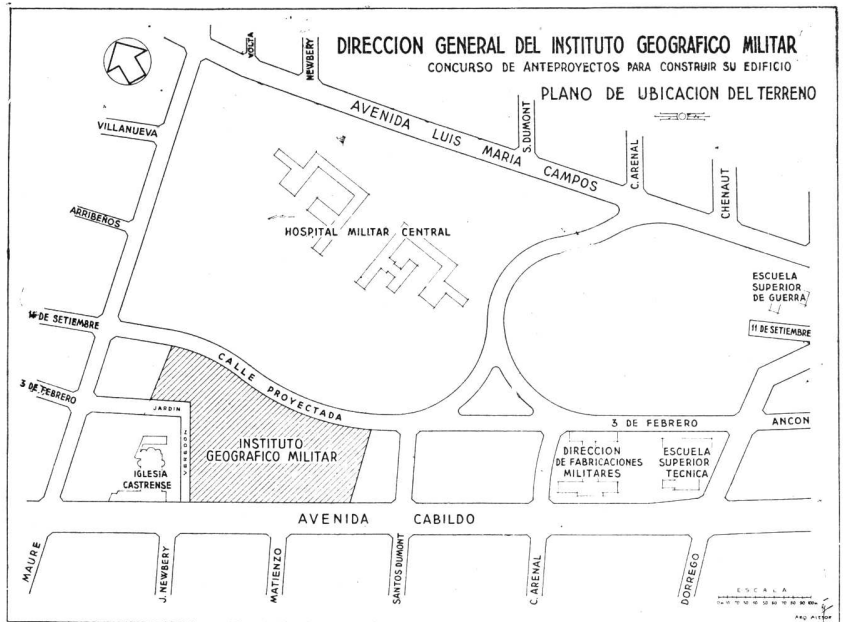 DIRECCION GENERAL DEL INSTITUTO GEOGRAFICO MILITAR
CONCURSO DE ANTEPROYECTOS PARA CONSTRUIR SU EDIFICIO
PLANO DE UBICACION DEL TERRENO
VOLTA
NEWBERY
AVENIDA LUIS MARIA CAMPOS
S. DUMONT
C. ARENAL
CHENAUT
VILLANUEVA
ARRIBEÑOS
HOSPITAL MILITAR CENTRAL
ESCUELA
SUPERIOR
DE GUERRA
11 DE SETIEMBRE
DE SETIEMBRE
3 DE FEBRERO
CALLE PROYECTADA
JARDIN
INSTITUTO
GEOGRAFICO MILITAR
IGLESIA
CASTRENSE
3 DE FEBRERO
ANCON
DIRECCION
DE FABRICACIONES
MILITARES
ESCUELA
SUPERIOR
TECNICA
AVENIDA CABILDO
MAURE
J. NEWBERY
MATIENZO
SANTOS DUMONT
C. ARENAL
DORREGO
ESCALA